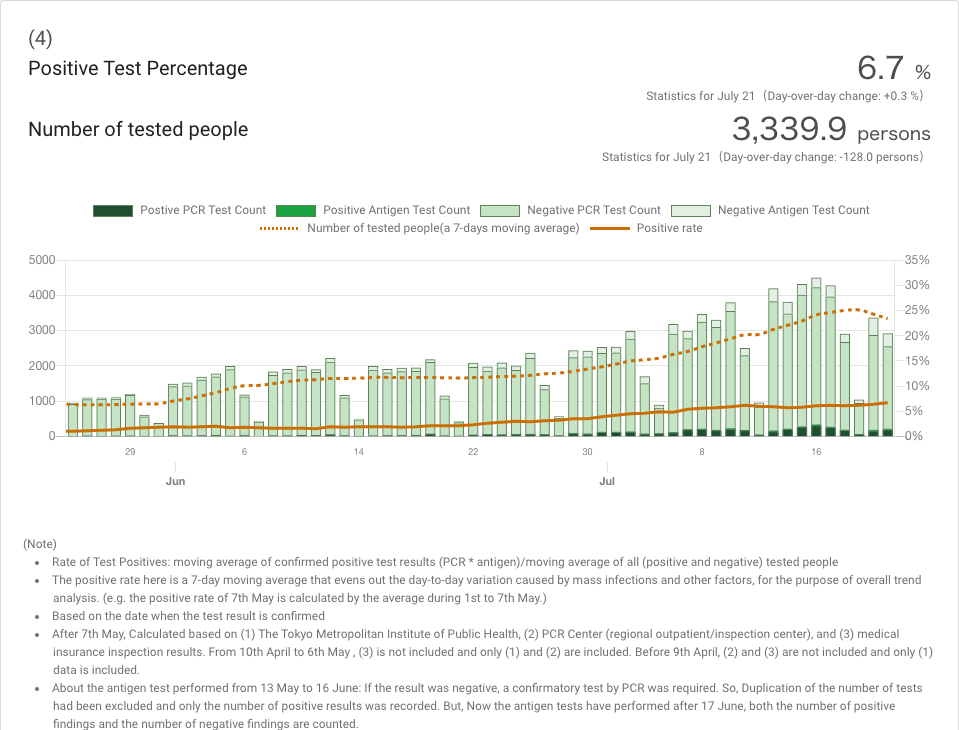 (4)
Positive Test Percentage
6.7 %
Statistics for July 21 (Day-over-day change: +0.3 %)
Number of tested people
3,339.9 persons
Statistics for July 21 (Day-over-day change: -128.0 persons)
Postive PCR Test Count Positive Antigen Test Count Negative PCR Test Count Negative Antigen Test Count
Number of tested people(a 7-days moving average) Positive rate
5000 35%
30%
4000
25%
3000
20%
2000 15%
10%
1000
5%
0 0%
29 6 14 22 30 8 16
Jun Jul
(Note)
• Rate of Test Positives: moving average of confirmed positive test results (PCR * antigen)/moving average of all (positive and negative) tested people
• The positive rate here is a 7-day moving average that evens out the day-to-day variation caused by mass infections and other factors, for the purpose of overall trend
analysis. (e.g. the positive rate of 7th May is calculated by the average during 1st to 7th May.)
• Based on the date when the test result is confirmed
• After 7th May, Calculated based on (1) The Tokyo Metropolitan Institute of Public Health, (2) PCR Center (regional outpatient/inspection center), and (3) medical
insurance inspection results. From 10th April to 6th May , (3) is not included and only (1) and (2) are included. Before 9th April, (2) and (3) are not included and only (1)
data is included.
• About the antigen test performed from 13 May to 16 June: If the result was negative, a confirmatory test by PCR was required. So, Duplication of the number of tests
had been excluded and only the number of positive results was recorded. But, Now the antigen tests have performed after 17 June, both the number of positive
findings and the number of negative findings are counted.